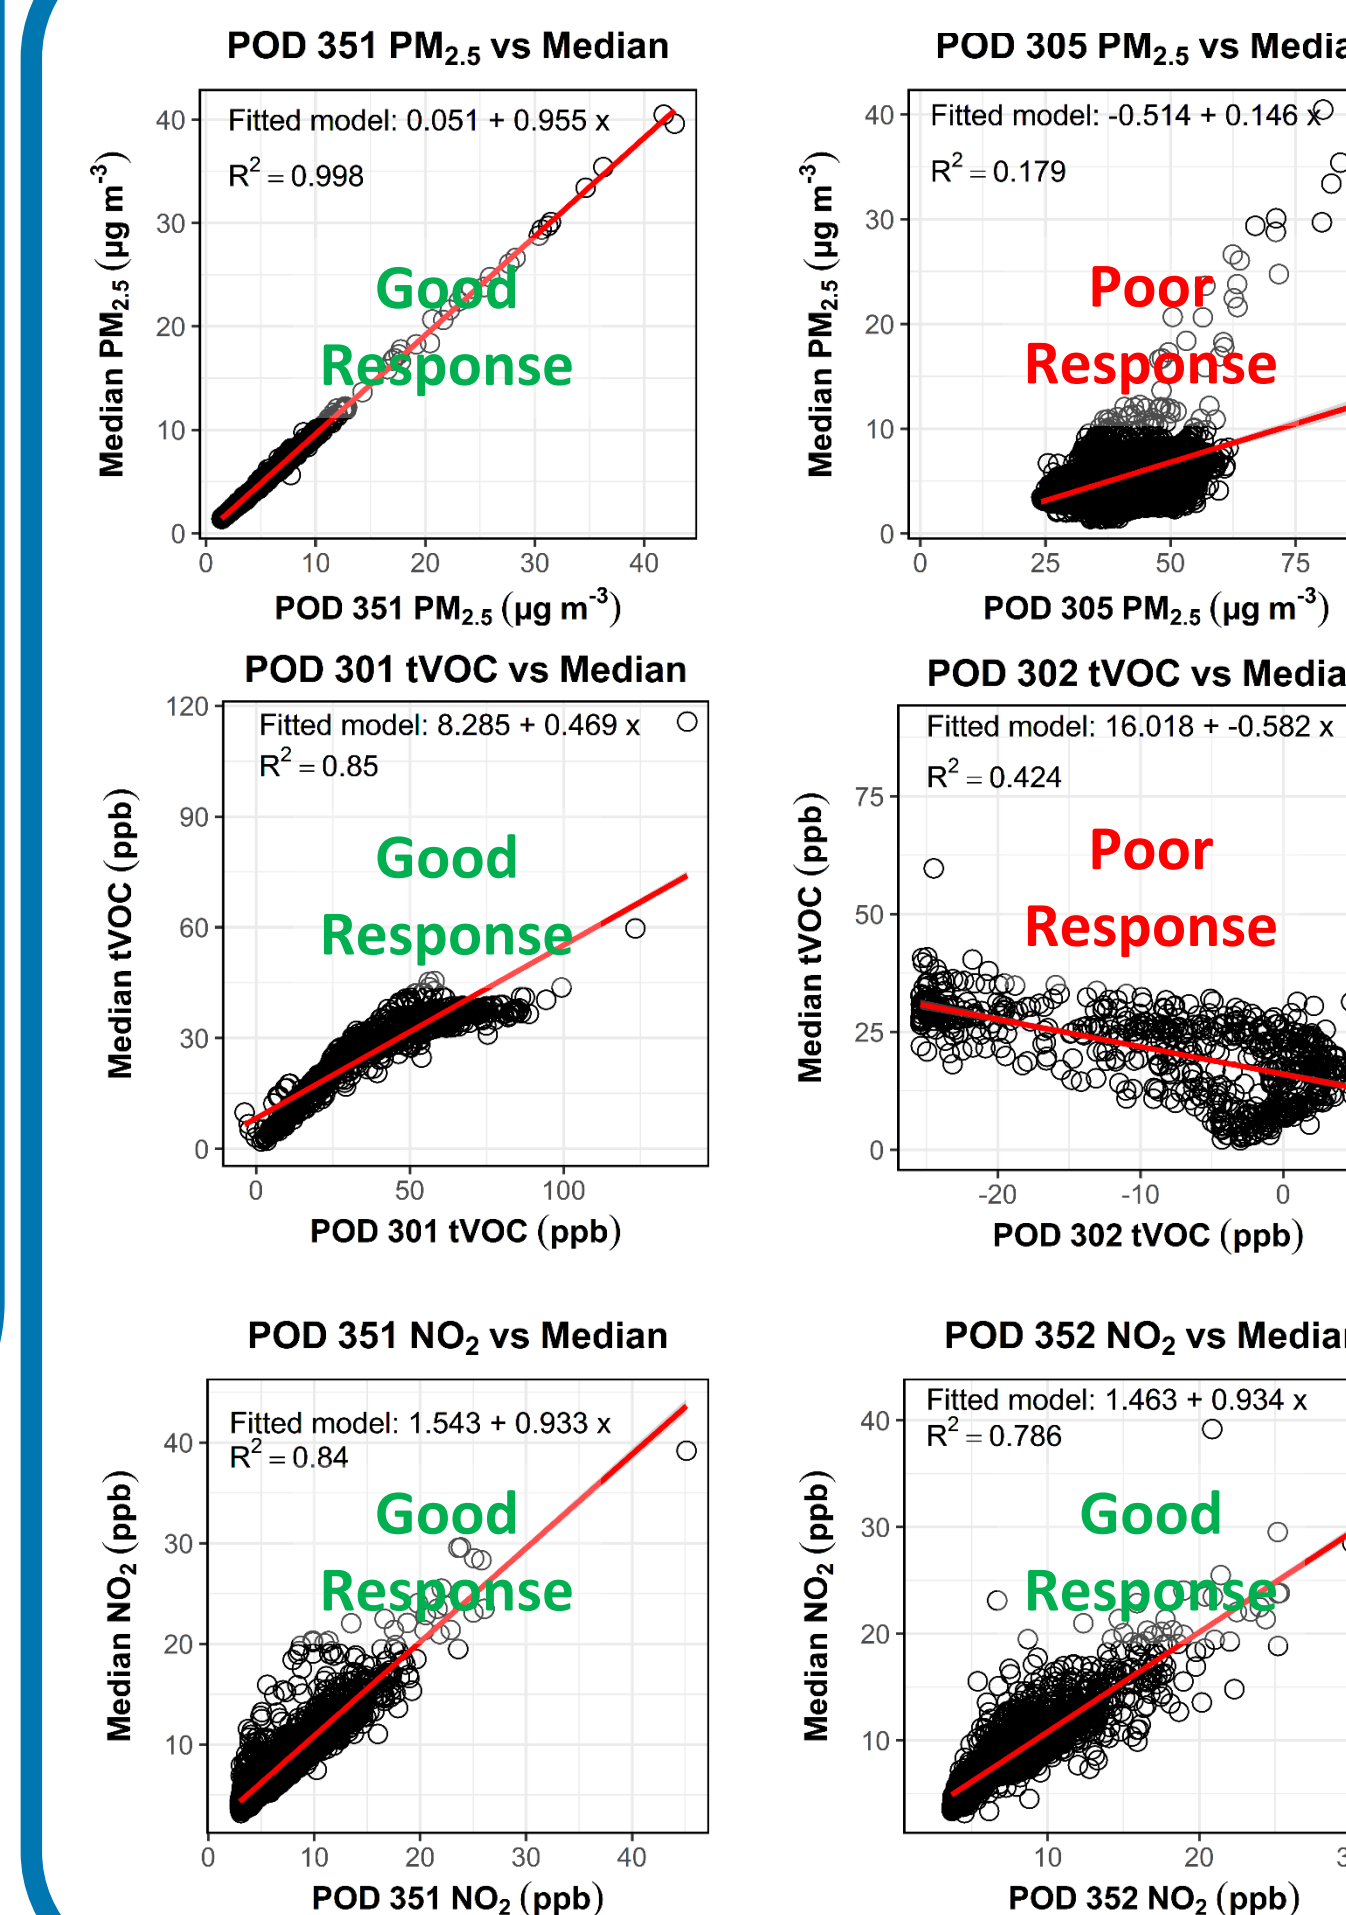 POD 351 PM2.5 vs Median
Fitted model: 0.051 + 0.955 x
R² = 0.998
Good
Response
Median PM2.5 (µg m-3)
40
30
20
10
0
0 10 20 30 40
POD 351 PM2.5 (µg m-3)
POD 305 PM2.5 vs Media
Fitted model: -0.514 + 0.146 x
R² = 0.179
Poor
Response
Median PM2.5 (µg m-3)
40
30
20
10
0
0 25 50 75
POD 305 PM2.5 (µg m-3)
POD 301 tVOC vs Median
Fitted model: 8.285 + 0.469 x
R² = 0.85
Good
Response
Median tVOC (ppb)
120
90
60
30
0
0 50 100
POD 301 tVOC (ppb)
POD 302 tVOC vs Media
Fitted model: 16.018 + -0.582 x
R² = 0.424
Poor
Response
Median tVOC (ppb)
75
50
25
0
-20 -10 0
POD 302 tVOC (ppb)
POD 351 NO2 vs Median
Fitted model: 1.543 + 0.933 x
R² = 0.84
Good
Response
Median NO2 (ppb)
40
30
20
10
0 10 20 30 40
POD 351 NO2 (ppb)
POD 352 NO2 vs Media
Fitted model: 1.463 + 0.934 x
R² = 0.786
Good
Response
Median NO2 (ppb)
40
30
20
10
10 20 3
POD 352 NO2 (ppb)